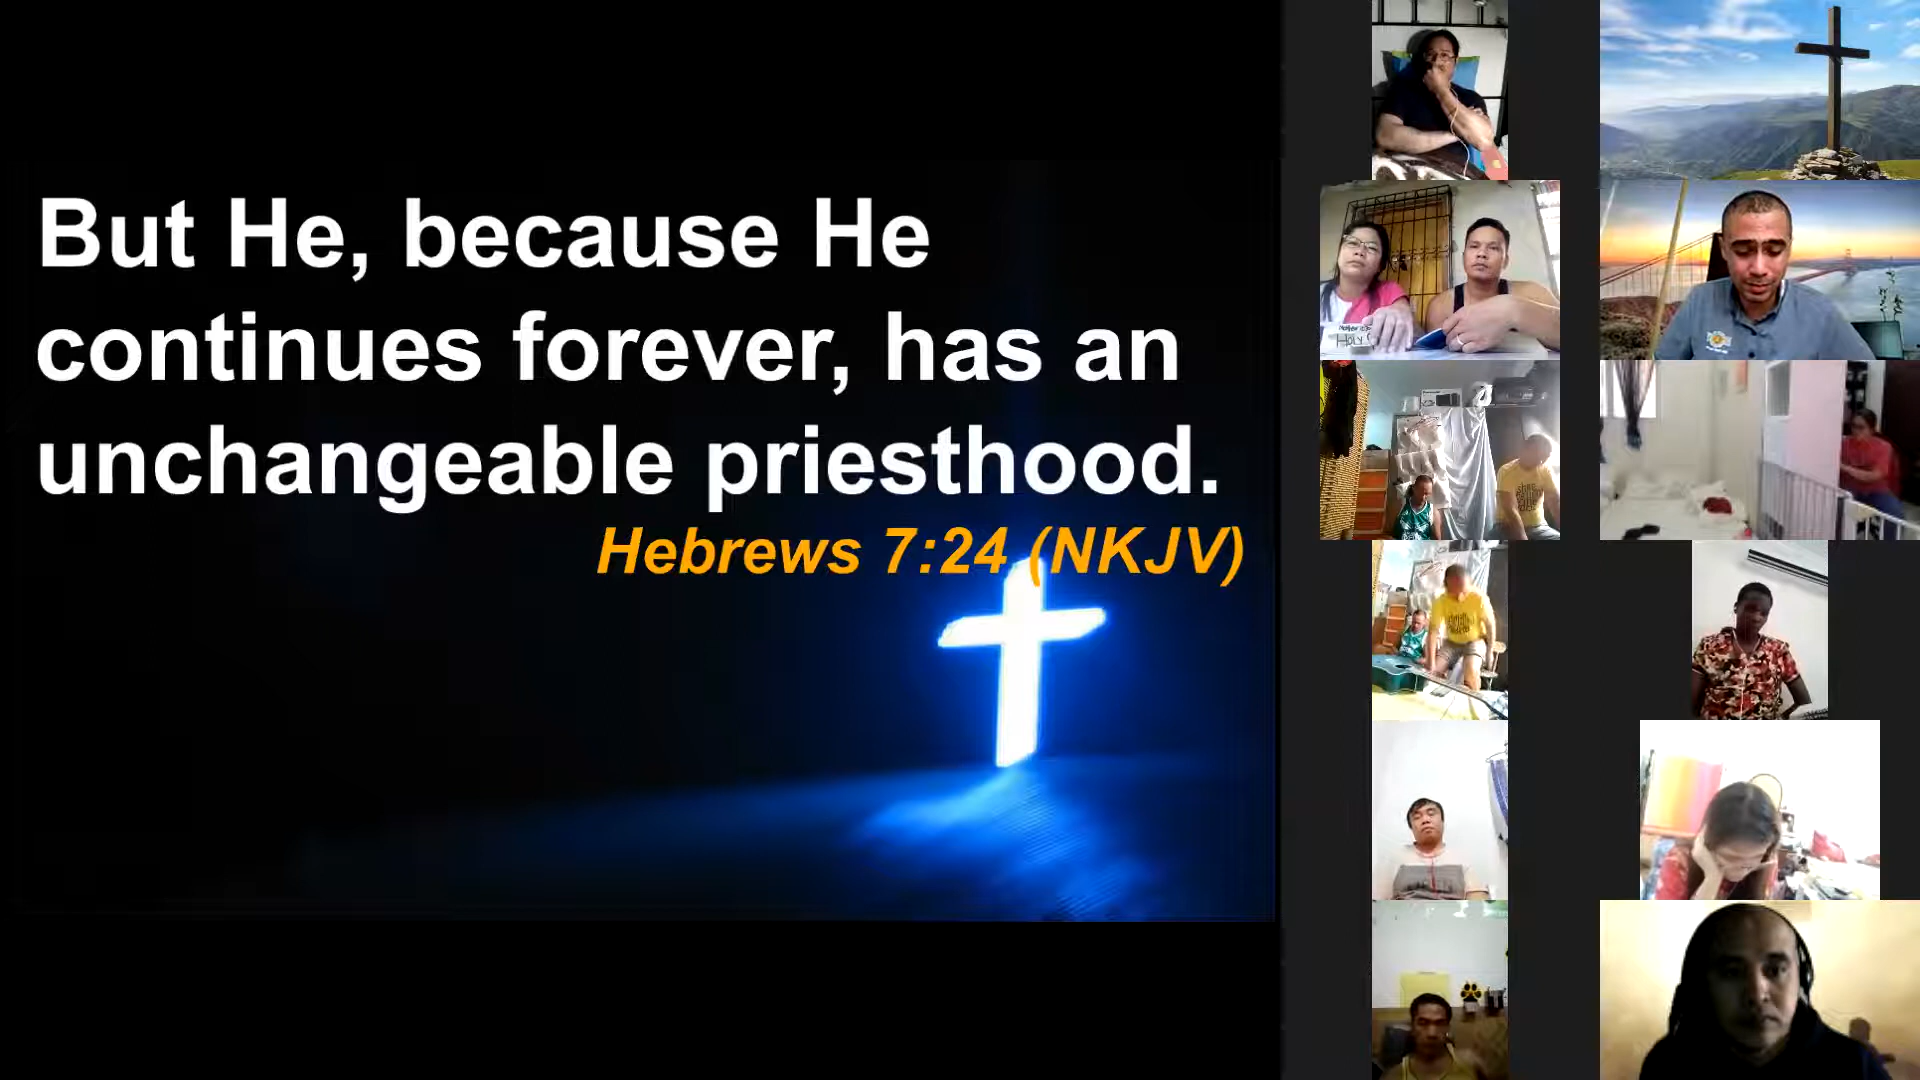 But He, because He
continues forever, has an
unchangeable priesthood.
Hebrews 7:24 (NKJV)